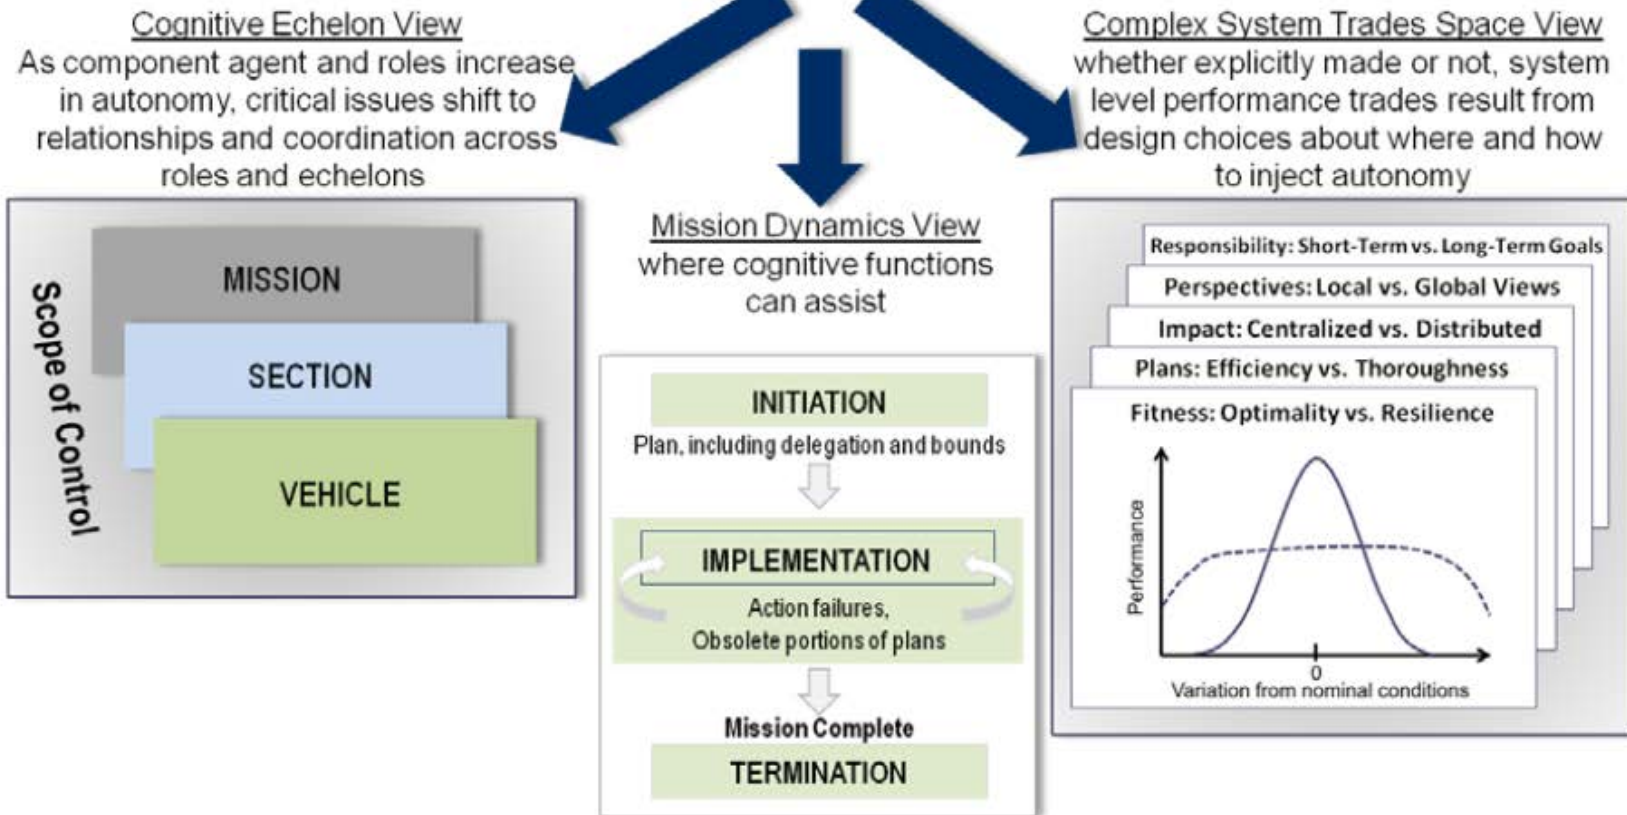 Cognitive Echelon View
As component agent and roles increase
in autonomy, critical issues shift to
relationships and coordination across
roles and echelons
Scope of Control
MISSION
SECTION
VEHICLE
Mission Dynamics View
where cognitive functions
can assist
INITIATION
Plan, including delegation and bounds
IMPLEMENTATION
Action failures,
Obsolete portions of plans
Mission Complete
TERMINATION
Complex System Trades Space View
whether explicitly made or not, system
level performance trades result from
design choices about where and how
to inject autonomy
Responsibility: Short-Term vs. Long-Term Goals
Perspectives: Local vs. Global Views
Impact: Centralized vs. Distributed
Plans: Efficiency vs. Thoroughness
Fitness: Optimality vs. Resilience
Performance
0
Variation from nominal conditions